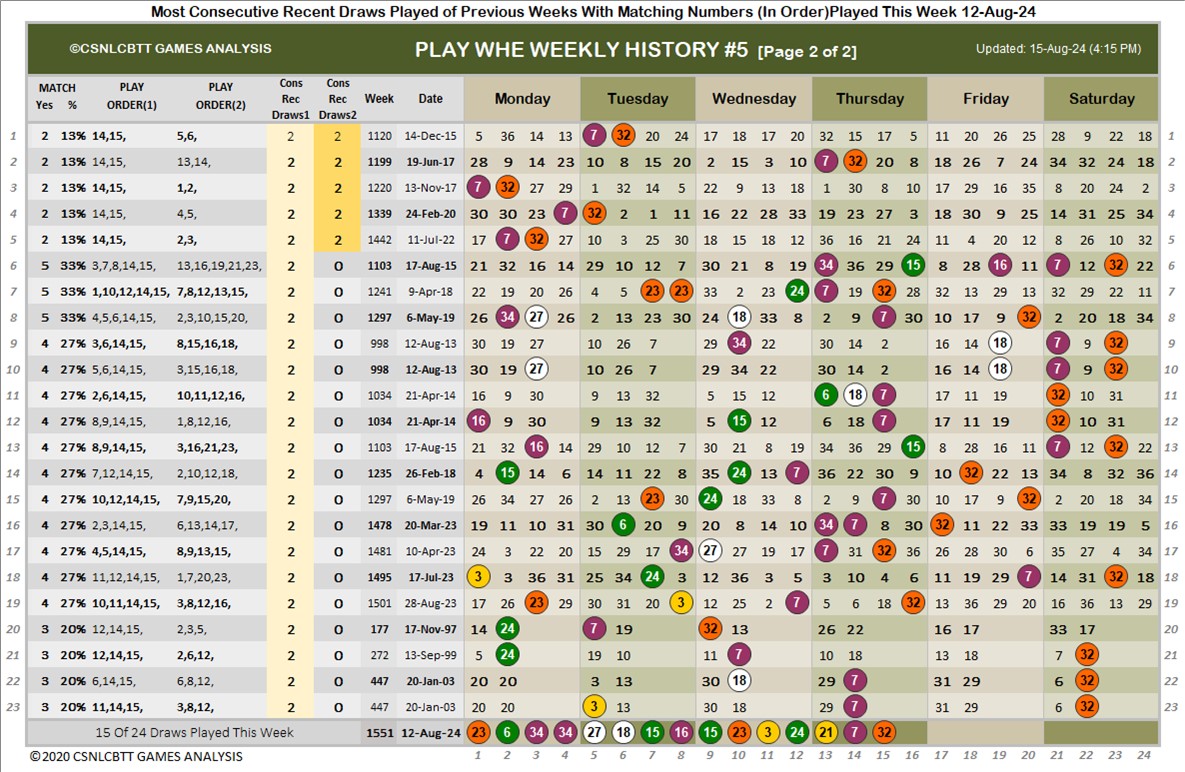 Most Consecutive Recent Draws Played of Previous Weeks With Matching Numbers (In Order)Played This Week 12-Aug-24
©CSNLCBTT GAMES ANALYSIS PLAY WHE WEEKLY HISTORY #5 [Page 2 of 2] Updated: 15-Aug-24 (4:15 PM)
MATCH Yes % PLAY ORDER(1) PLAY ORDER(2) Cons Rec Draws1 Cons Rec Draws2 Week Date Monday Tuesday Wednesday Thursday Friday Saturday
1 2 13% 14,15, 5,6, 2 2 1120 14-Dec-15 5 36 14 13 7 32 20 24 17 18 17 20 32 15 17 5 11 20 26 25 28 9 22 18 1
2 2 13% 14,15, 13,14, 2 2 1199 19-Jun-17 28 9 14 23 10 8 15 20 2 15 3 10 7 32 20 8 18 26 7 24 34 32 24 18 2
3 2 13% 14,15, 1,2, 2 2 1220 13-Nov-17 7 32 27 29 1 32 14 5 22 9 13 18 1 30 8 10 17 29 16 35 8 20 24 2 3
4 2 13% 14,15, 4,5, 2 2 1339 24-Feb-20 30 30 23 7 32 2 1 11 16 22 28 33 19 23 27 3 18 30 9 25 14 31 25 34 4
5 2 13% 14,15, 2,3, 2 2 1442 11-Jul-22 17 7 32 27 10 3 25 30 18 15 18 12 36 16 21 24 11 4 20 12 8 26 10 32 5
6 5 33% 3,7,8,14,15, 13,16,19,21,23, 2 0 1103 17-Aug-15 21 32 16 14 29 10 12 7 30 21 8 19 34 36 29 15 8 28 16 11 7 12 32 22 6
7 5 33% 2 0 1241 9-Apr-18 22 19 20 26 4 5 7 23 33 2 23 24 7 19 32 28 32 13 29 13 32 29 22 11 7
8 5 33% 4,5,6,14,15, 2,3,10,15,20, 2 0 1297 6-May-19 26 34 27 26 2 13 23 30 24 18 33 8 2 9 7 30 10 17 9 32 2 20 18 34 8
9 4 27% 3,6,14,15, 8,15,16,18, 2 0 998 12-Aug-13 30 19 27 10 26 7 29 34 22 30 14 2 16 14 18 7 9 32 9
10 4 27% 5,6,14,15, 3,15,16,18, 2 0 998 12-Aug-13 30 19 27 10 26 7 29 34 22 30 14 2 16 14 18 7 9 32 10
11 4 27% 2,6,14,15, 10,11,12,16, 2 0 1034 21-Apr-14 16 9 30 9 13 32 5 15 12 6 18 7 17 11 19 32 10 31 11
12 4 27% 8,9,14,15, 1,8,12,16, 2 0 1034 21-Apr-14 16 9 30 9 13 32 5 15 12 6 18 7 17 11 19 32 10 31 12
13 4 27% 8,9,14,15, 3,16,21,23, 2 0 1103 17-Aug-15 21 32 16 14 29 10 12 7 30 21 8 19 34 36 29 15 8 28 16 11 7 12 32 22 13
14 4 27% 7,12,14,15, 2,10,12,18, 2 0 1235 26-Feb-18 4 15 14 6 14 11 22 8 35 24 13 7 36 22 30 9 10 32 22 13 34 8 32 36 14
15 4 27% 10,12,14,15, 7,9,15,20, 2 0 1297 6-May-19 26 34 27 26 2 13 23 30 24 18 33 8 2 9 7 30 10 17 9 32 2 20 18 34 15
16 4 27% 2,3,14,15, 6,13,14,17, 2 0 1478 20-Mar-23 19 11 10 31 30 6 20 9 20 8 14 10 34 7 8 30 32 11 22 33 33 19 19 5 16
17 4 27% 4,5,14,15, 8,9,13,15, 2 0 1481 10-Apr-23 24 3 22 20 15 29 17 34 27 27 19 17 7 31 32 36 26 28 30 6 35 27 4 34 17
18 4 27% 11,12,14,15, 1,7,20,23, 2 0 1495 17-Jul-23 3 3 36 31 25 34 24 3 12 36 3 5 3 10 4 6 11 19 29 7 14 31 32 18 18
19 4 27% 10,11,14,15, 3,8,12,16, 2 0 1501 28-Aug-23 17 26 23 29 30 31 20 3 12 25 2 7 5 6 18 32 13 36 29 20 16 36 13 29 19
20 3 20% 12,14,15, 2,3,5, 2 0 177 17-Nov-97 14 24 7 19 32 13 26 22 16 17 33 17 20
21 3 20% 12,14,15, 2,6,12, 2 0 272 13-Sep-99 5 24 19 10 11 7 10 18 13 18 7 32 21
22 3 20% 6,14,15, 6,8,12, 2 0 447 20-Jan-03 20 20 3 13 30 18 29 7 31 29 6 32 22
23 3 20% 11,14,15, 3,8,12, 2 0 447 20-Jan-03 20 20 3 13 30 18 29 7 31 29 6 32 23
15 Of 24 Draws Played This Week 1551 12-Aug-24 23 6 34 34 27 18 15 16 15 23 3 24 21 7 32
©2020 CSNLCBTT GAMES ANALYSIS 1 2 3 4 5 6 7 8 9 10 11 12 13 14 15 16 17 18 19 20 21 22 23 24